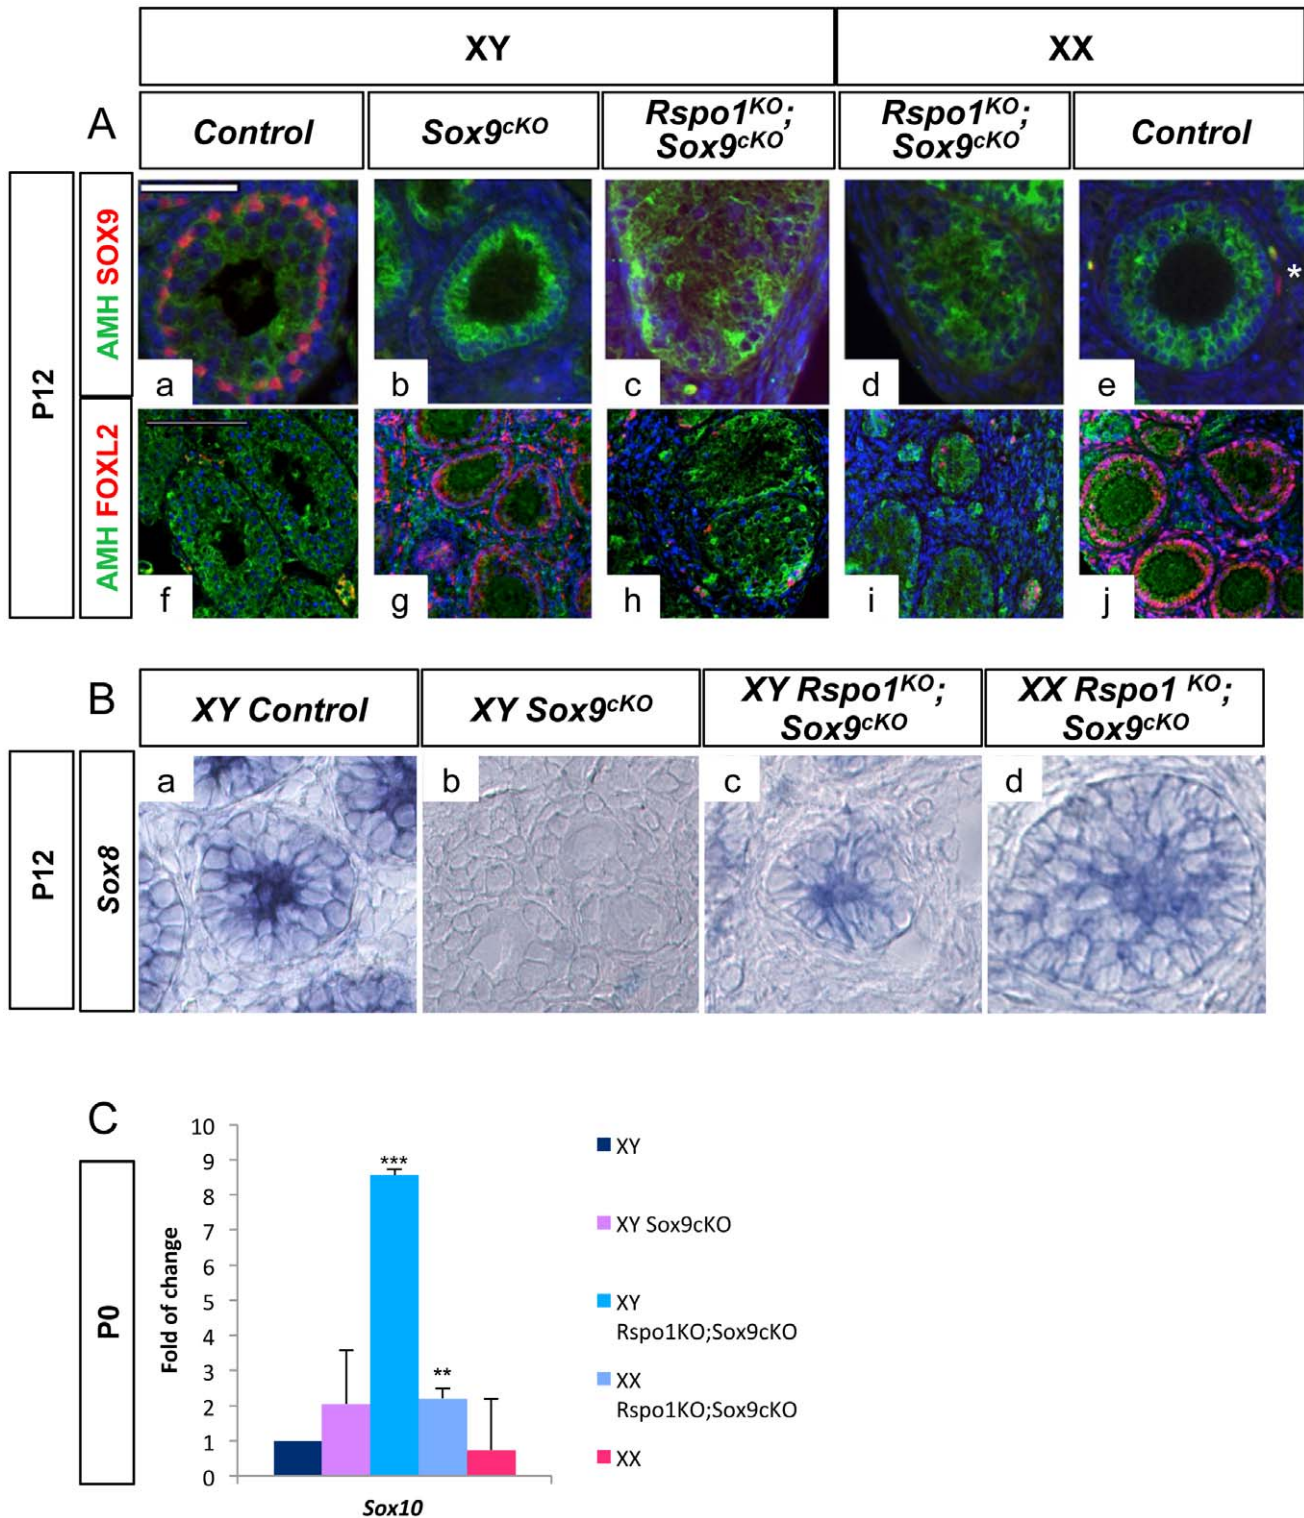 XY XX
A Control Sox9cKO Rspo1KO; Sox9cKO Rspo1KO; Sox9cKO Control
P12
AMH SOX9
a b c d e
*
AMH FOXL2
f g h i j
B XY Control XY Sox9cKO XY Rspo1KO; Sox9cKO XX Rspo1 KO; Sox9cKO
P12
Sox8
a b c d
C
P0
Fold of change
10
9
8
7
6
5
4
3
2
1
0
***
**
Sox10
XY
XY Sox9cKO
XY
Rspo1KO;Sox9cKO
XX
Rspo1KO;Sox9cKO
XX